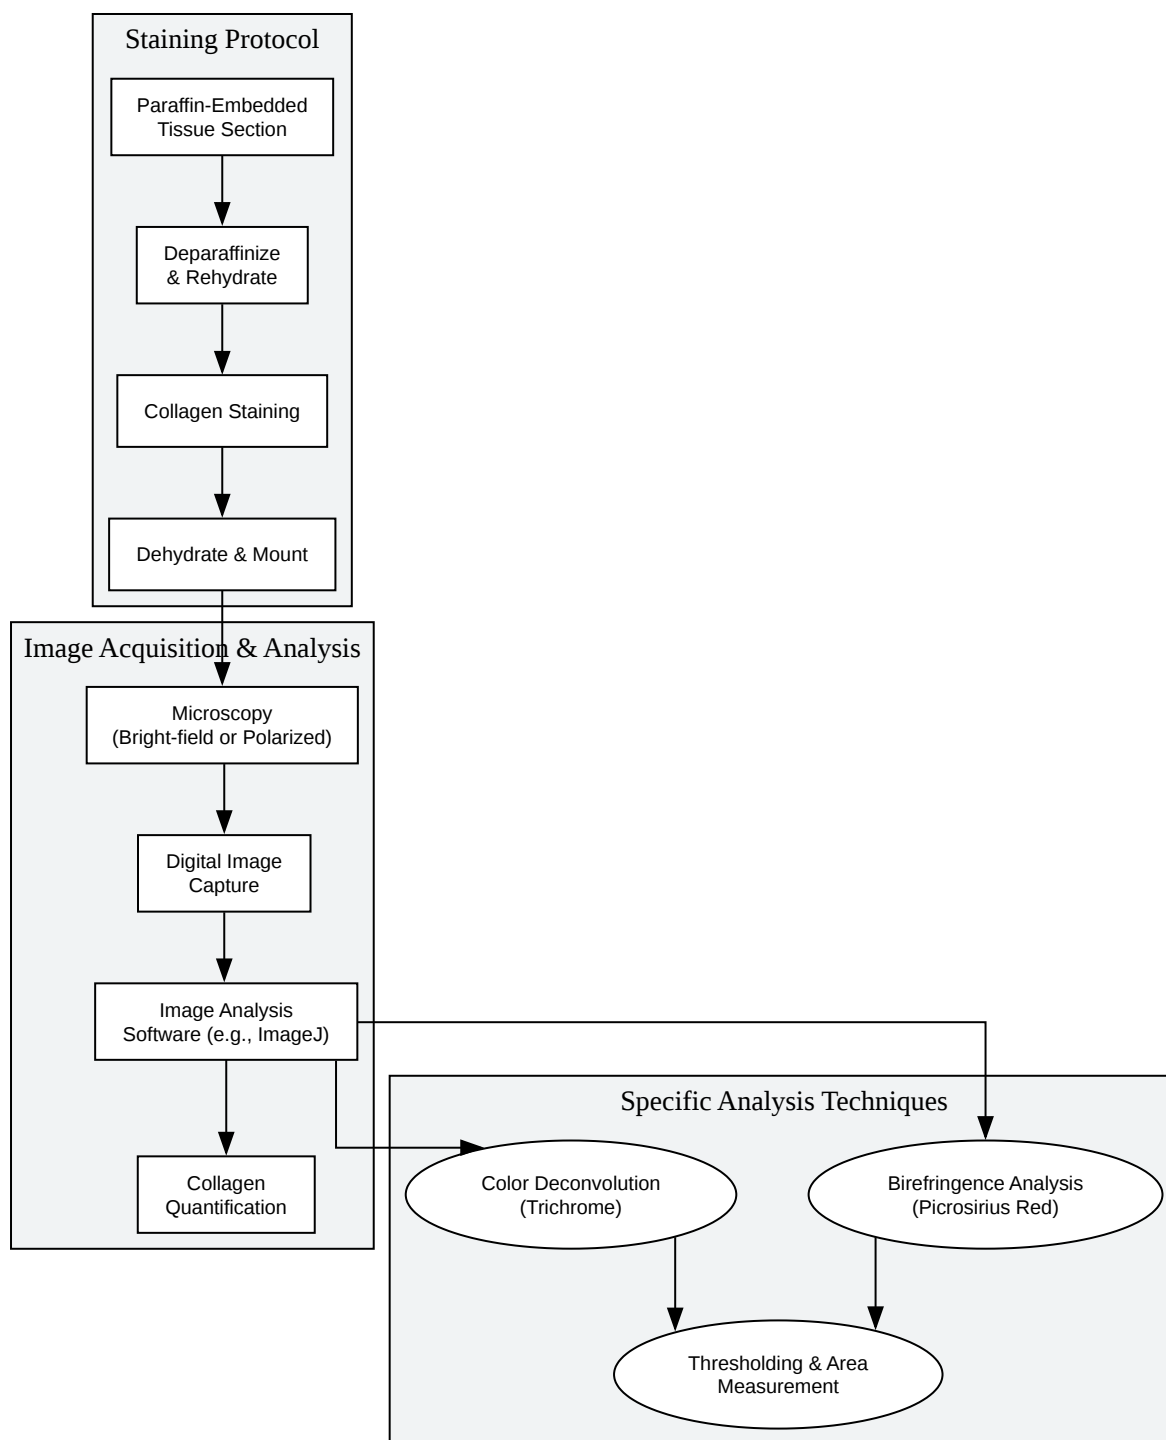 Staining Protocol
Paraffin-Embedded
Tissue Section
Deparaffinize
& Rehydrate
Collagen Staining
Dehydrate & Mount
Image Acquisition & Analysis
Microscopy
(Bright-field or Polarized)
Digital Image
Capture
Image Analysis
Software (e.g., ImageJ)
Collagen
Quantification
Specific Analysis Techniques
Color Deconvolution
(Trichrome)
Birefringence Analysis
(Picrosirius Red)
Thresholding & Area
Measurement